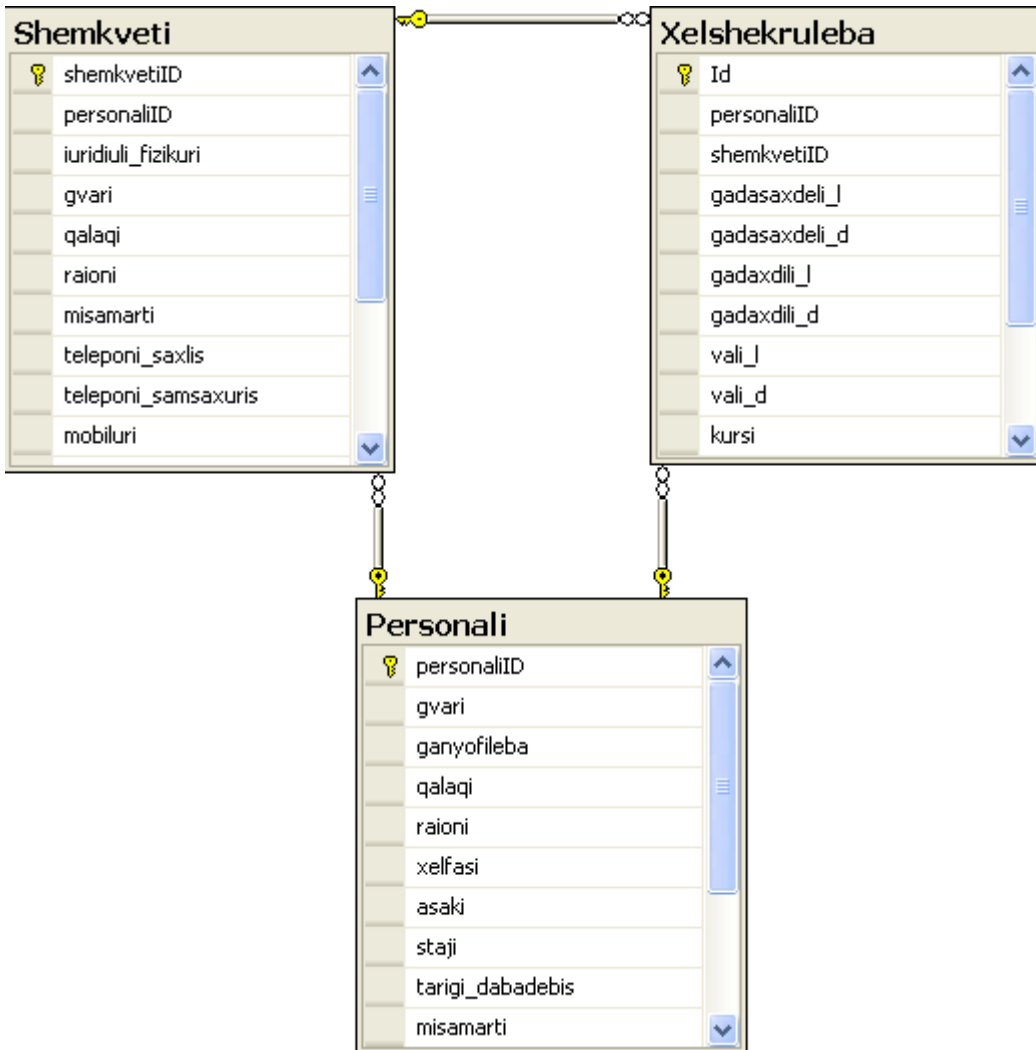 Shemkveti
shemkvetiID
personaliID
iuridiuli_fizikuri
gvari
qalaqi
raioni
misamarti
teleponi_saxlis
teleponi_samsaxuris
mobiluri
Xelshekruleba
Id
personaliID
shemkvetiID
gadasaxdeli_l
gadasaxdeli_d
gadaxdili_l
gadaxdili_d
vali_l
vali_d
kursi
Personali
personaliID
gvari
ganyofileba
qalaqi
raioni
xelfasi
asaki
staji
tarigi_dabadebis
misamarti